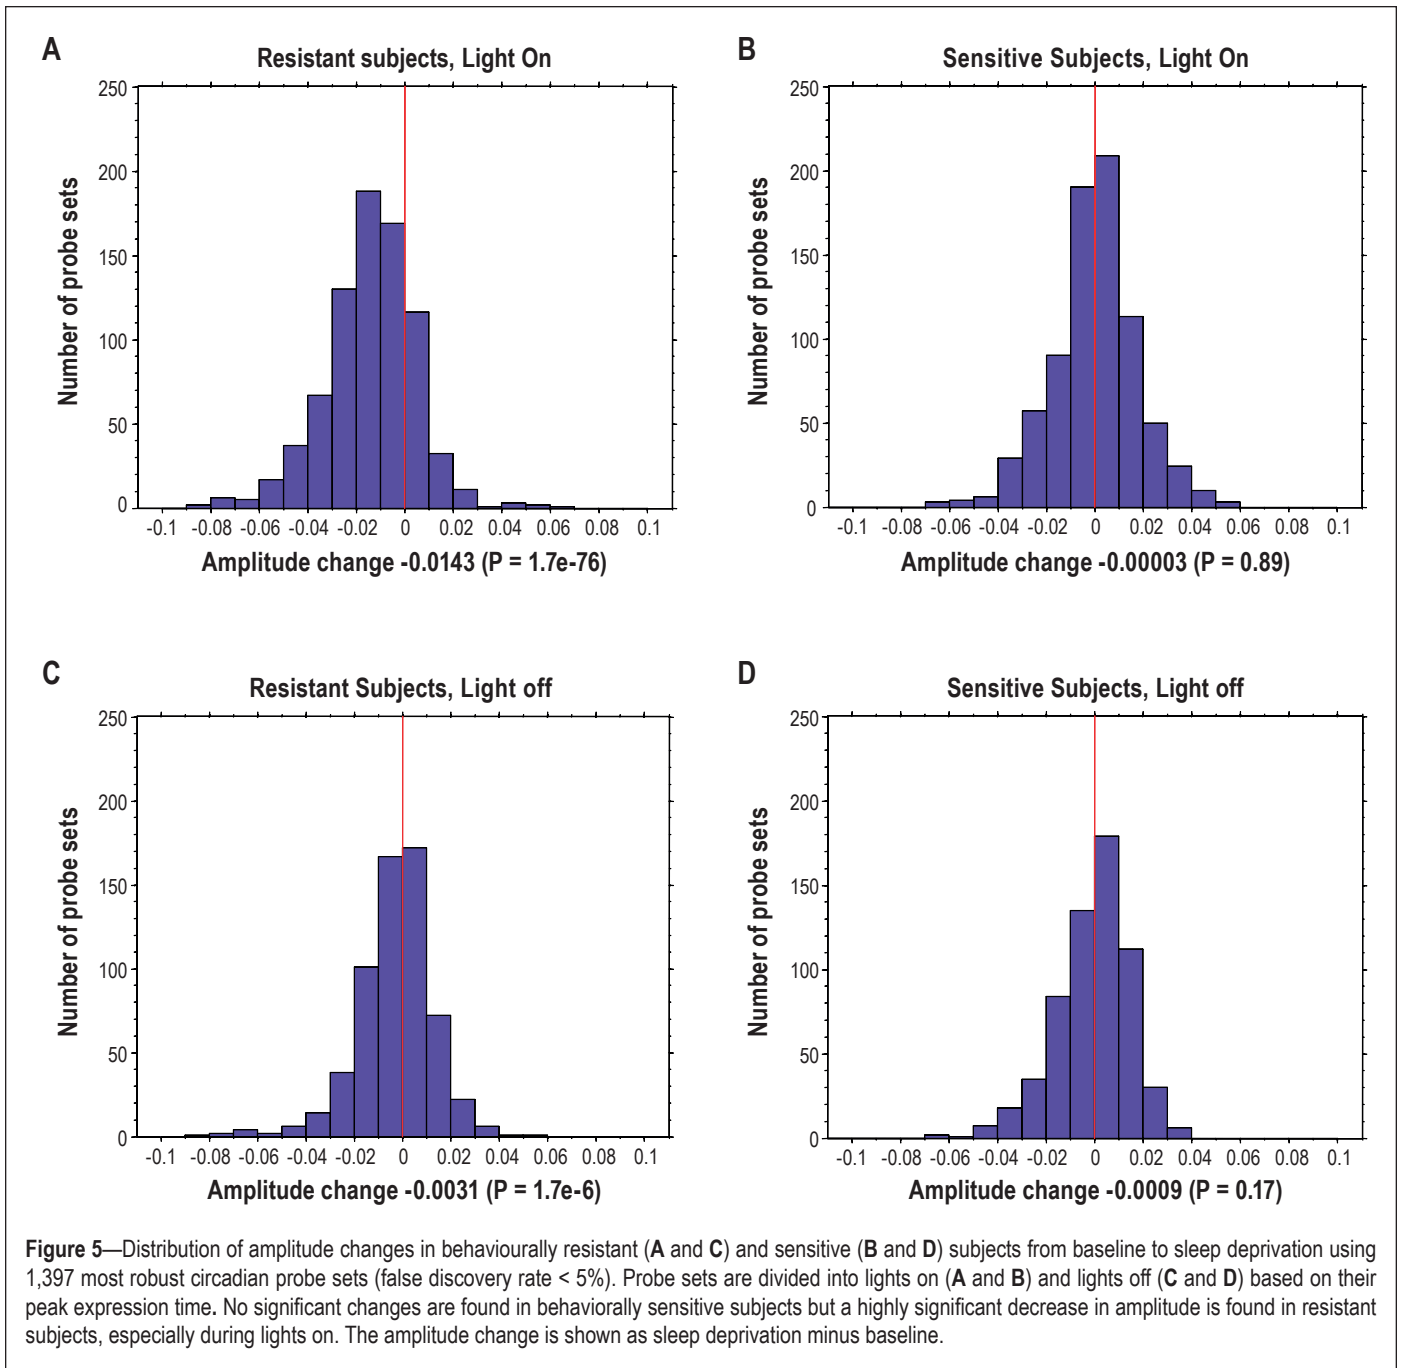 A
Resistant subjects, Light On
250
200
150
100
50
0
Number of probe sets
-0.1 -0.08 -0.06 -0.04 -0.02 0 0.02 0.04 0.06 0.08 0.1
Amplitude change -0.0143 (P = 1.7e-76)
B
Sensitive Subjects, Light On
250
200
150
100
50
0
Number of probe sets
-0.1 -0.08 -0.06 -0.04 -0.02 0 0.02 0.04 0.06 0.08 0.1
Amplitude change -0.00003 (P = 0.89)
C
Resistant Subjects, Light off
250
200
150
100
50
0
Number of probe sets
-0.1 -0.08 -0.06 -0.04 -0.02 0 0.02 0.04 0.06 0.08 0.1
Amplitude change -0.0031 (P = 1.7e-6)
D
Sensitive Subjects, Light off
250
200
150
100
50
0
Number of probe sets
-0.1 -0.08 -0.06 -0.04 -0.02 0 0.02 0.04 0.06 0.08 0.1
Amplitude change -0.0009 (P = 0.17)
Figure 5—Distribution of amplitude changes in behaviourally resistant (A and C) and sensitive (B and D) subjects from baseline to sleep deprivation using
1,397 most robust circadian probe sets (false discovery rate < 5%). Probe sets are divided into lights on (A and B) and lights off (C and D) based on their
peak expression time. No significant changes are found in behaviorally sensitive subjects but a highly significant decrease in amplitude is found in resistant
subjects, especially during lights on. The amplitude change is shown as sleep deprivation minus baseline.